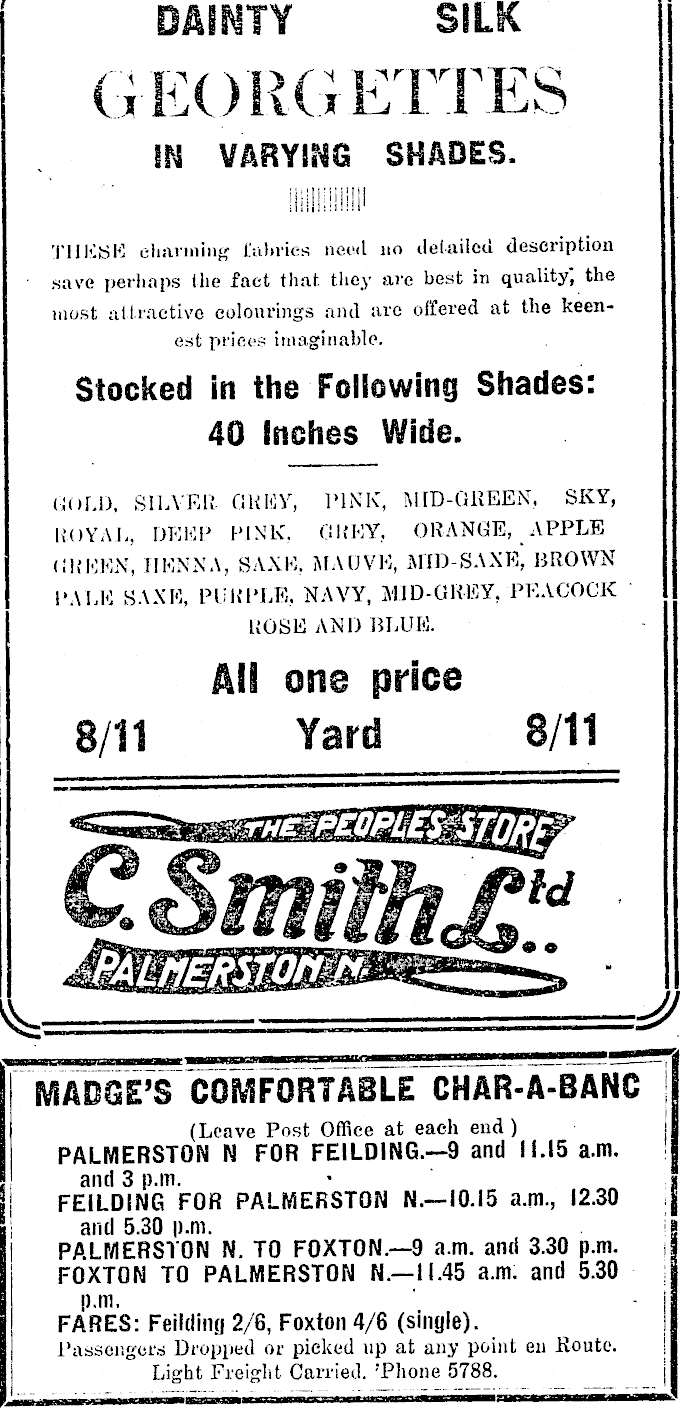 DAINTY SILK
GEORGETTES
IN VARYING SHADES.
THESE charming fabrics need no detailed description
save perhaps the fact that they are best in quality, the
most attractive colourings and are offered at the keen-
est prices imaginable.
Stocked in the Following Shades:
40 Inches Wide.
GOLD, SILVER GREY, PINK, MID-GREEN, SKY,
ROYAL, DEEP PINK, GREY, ORANGE, APPLE
GREEN, HENNA, SAXE, MAUVE, MID-SAXE, BROWN
PALE SAXE, PURPLE, NAVY, MID-GREY, PEACOCK
ROSE AND BLUE.
All one price
8/11 Yard 8/11
THE PEOPLES STORE
C. Smith Ltd..
PALMERSTON N.
MADGE'S COMFORTABLE CHAR-A-BANC
(Leave Post Office at each end)
PALMERSTON N FOR FEILDING.—9 and 11.15 a.m.
and 3 p.m.
FEILDING FOR PALMERSTON N.—10.15 a.m., 12.30
and 5.30 p.m.
PALMERSTON N. TO FOXTON.—9 a.m. and 3.30 p.m.
FOXTON TO PALMERSTON N.—11.45 a.m. and 5.30
p.m.
FARES: Feilding 2/6, Foxton 4/6 (single).
Passengers Dropped or picked up at any point en Route.
Light Freight Carried. 'Phone 5788.